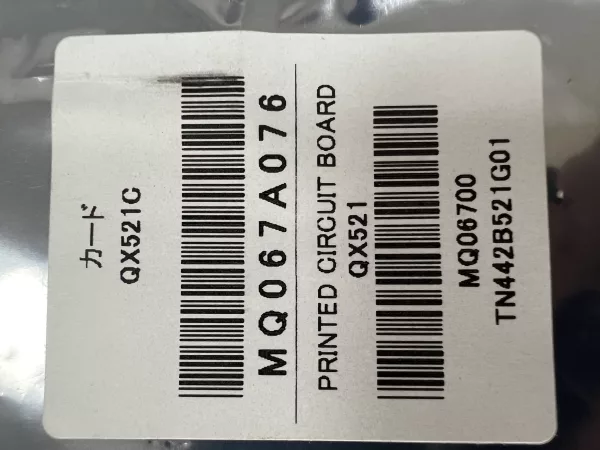 カード
QX521C
MQ067A076
PRINTED CIRCUIT BOARD
QX521
MQ06700
TN442B521G01